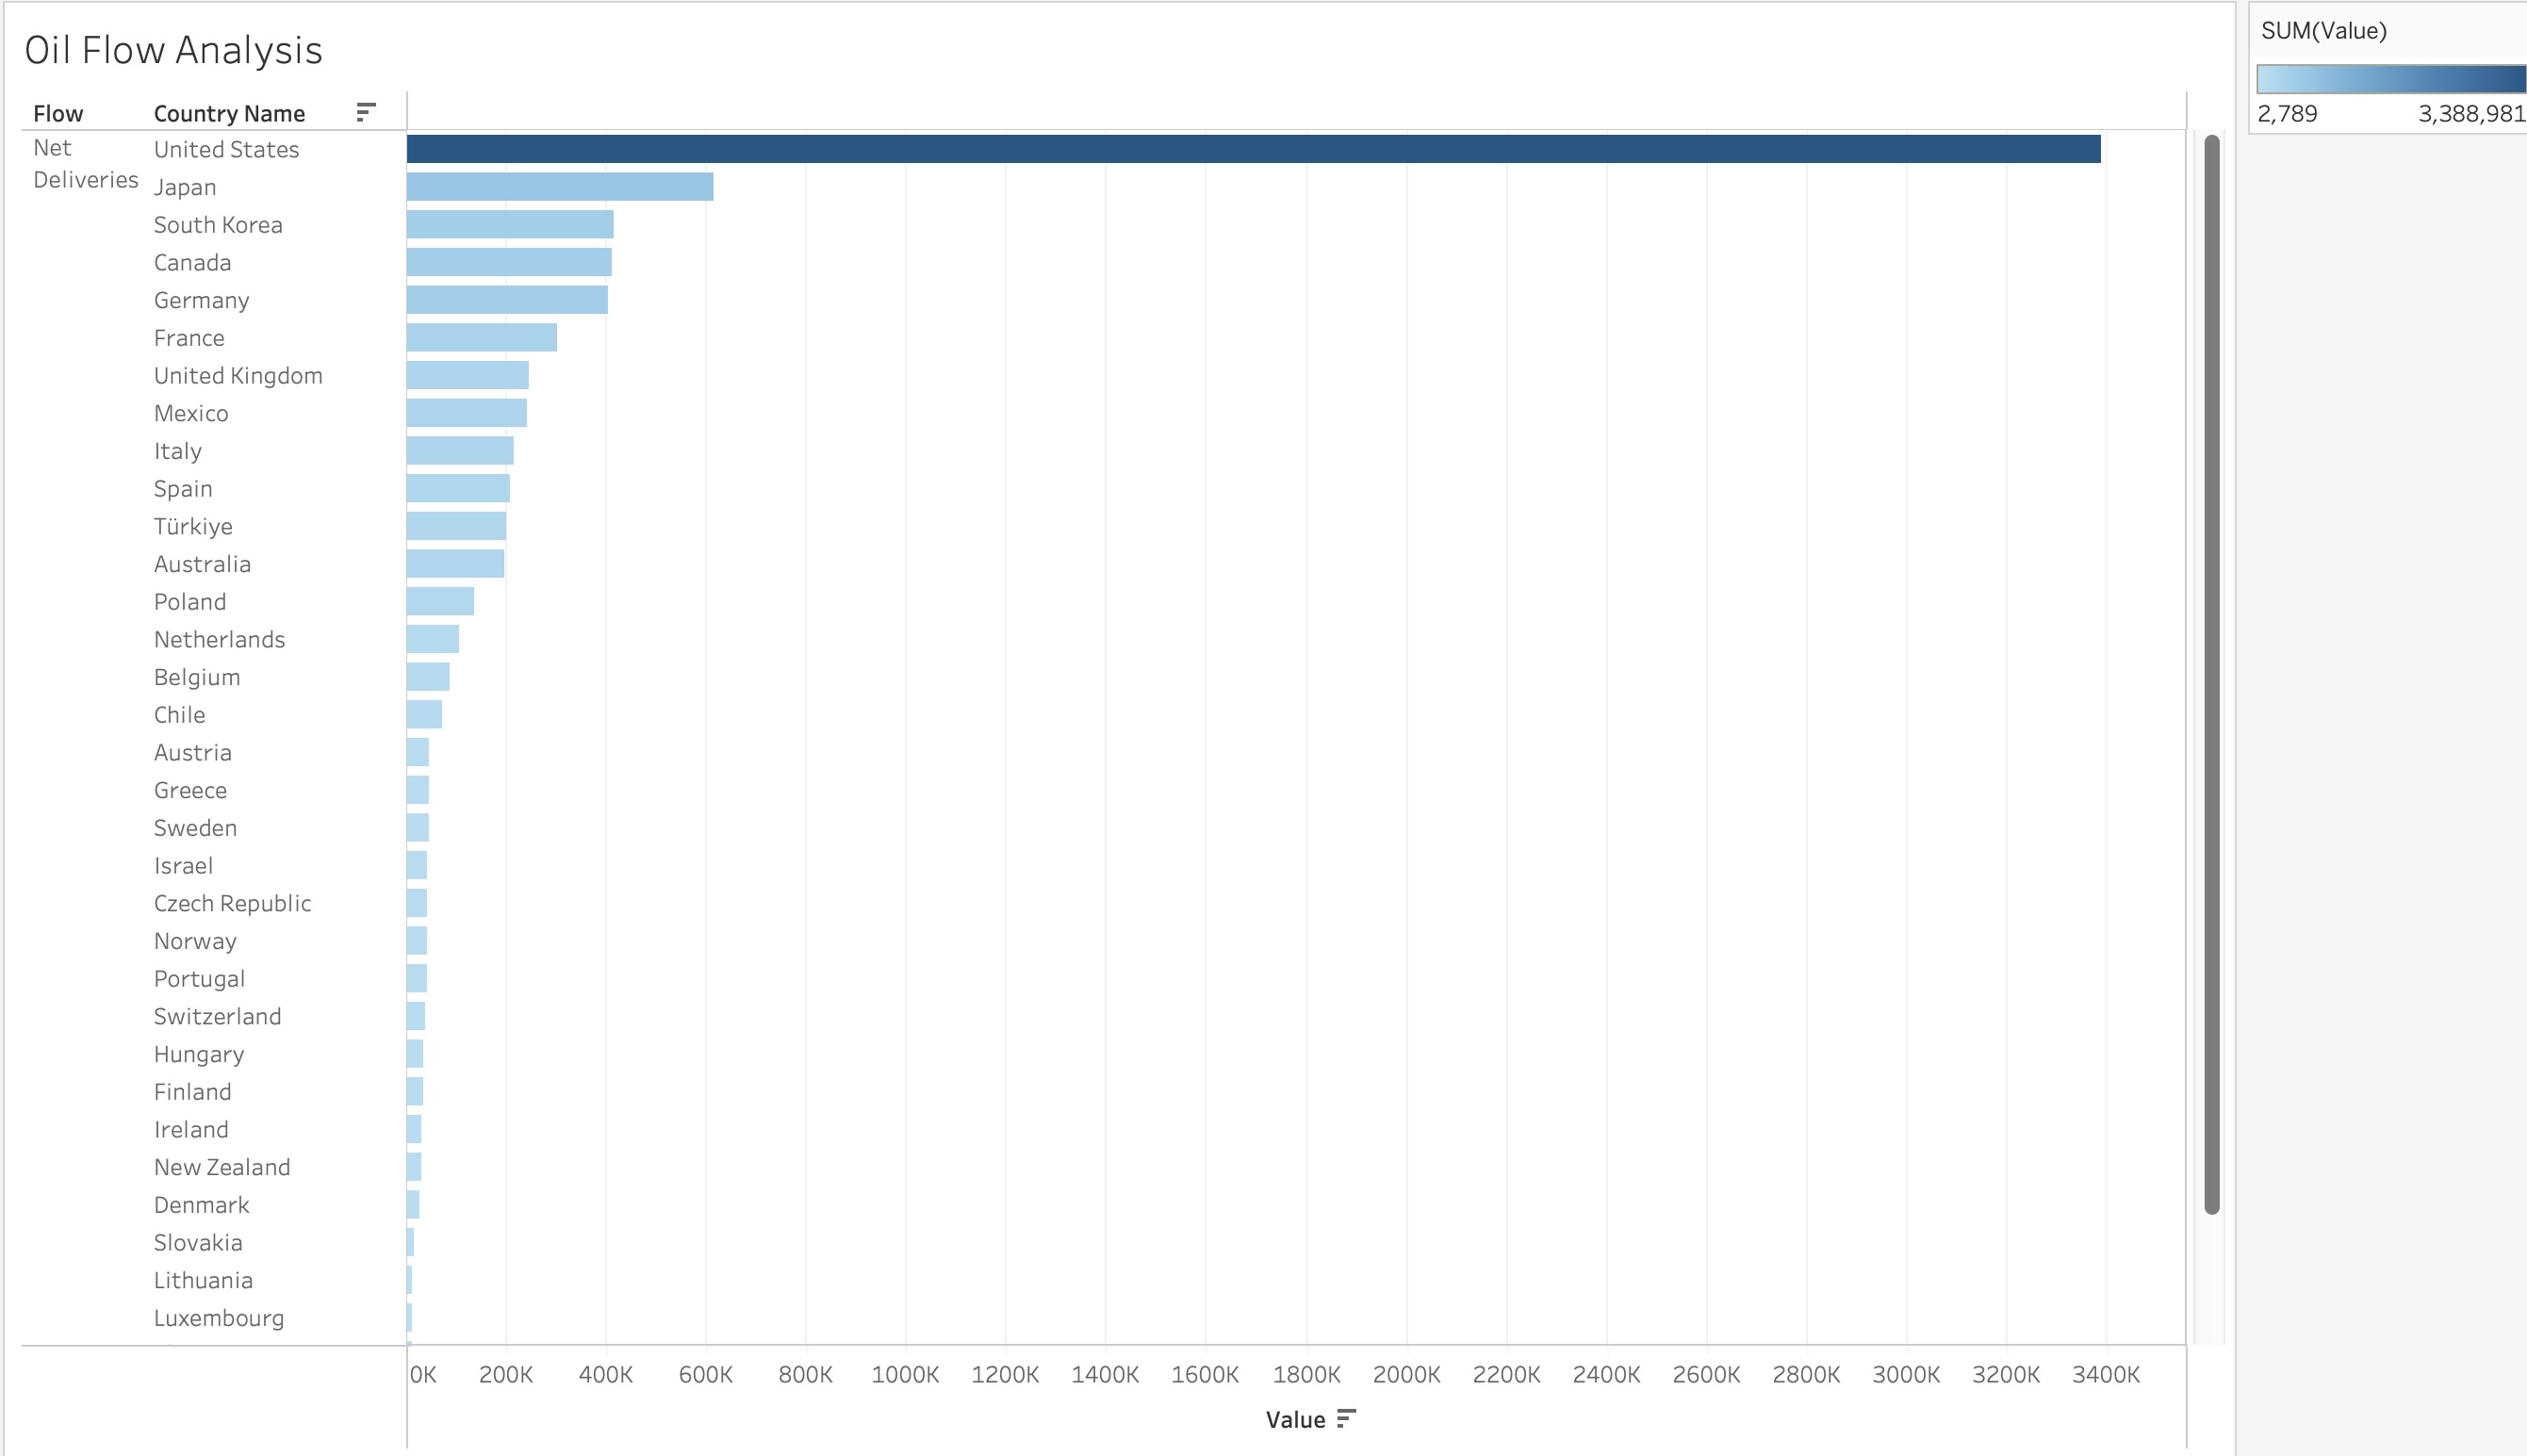 Oil Flow Analysis
SUM(Value)
2,789 3,388,981
Flow Country Name
Net Deliveries
United States
Japan
South Korea
Canada
Germany
France
United Kingdom
Mexico
Italy
Spain
Türkiye
Australia
Poland
Netherlands
Belgium
Chile
Austria
Greece
Sweden
Israel
Czech Republic
Norway
Portugal
Switzerland
Hungary
Finland
Ireland
New Zealand
Denmark
Slovakia
Lithuania
Luxembourg
0K 200K 400K 600K 800K 1000K 1200K 1400K 1600K 1800K 2000K 2200K 2400K 2600K 2800K 3000K 3200K 3400K
Value